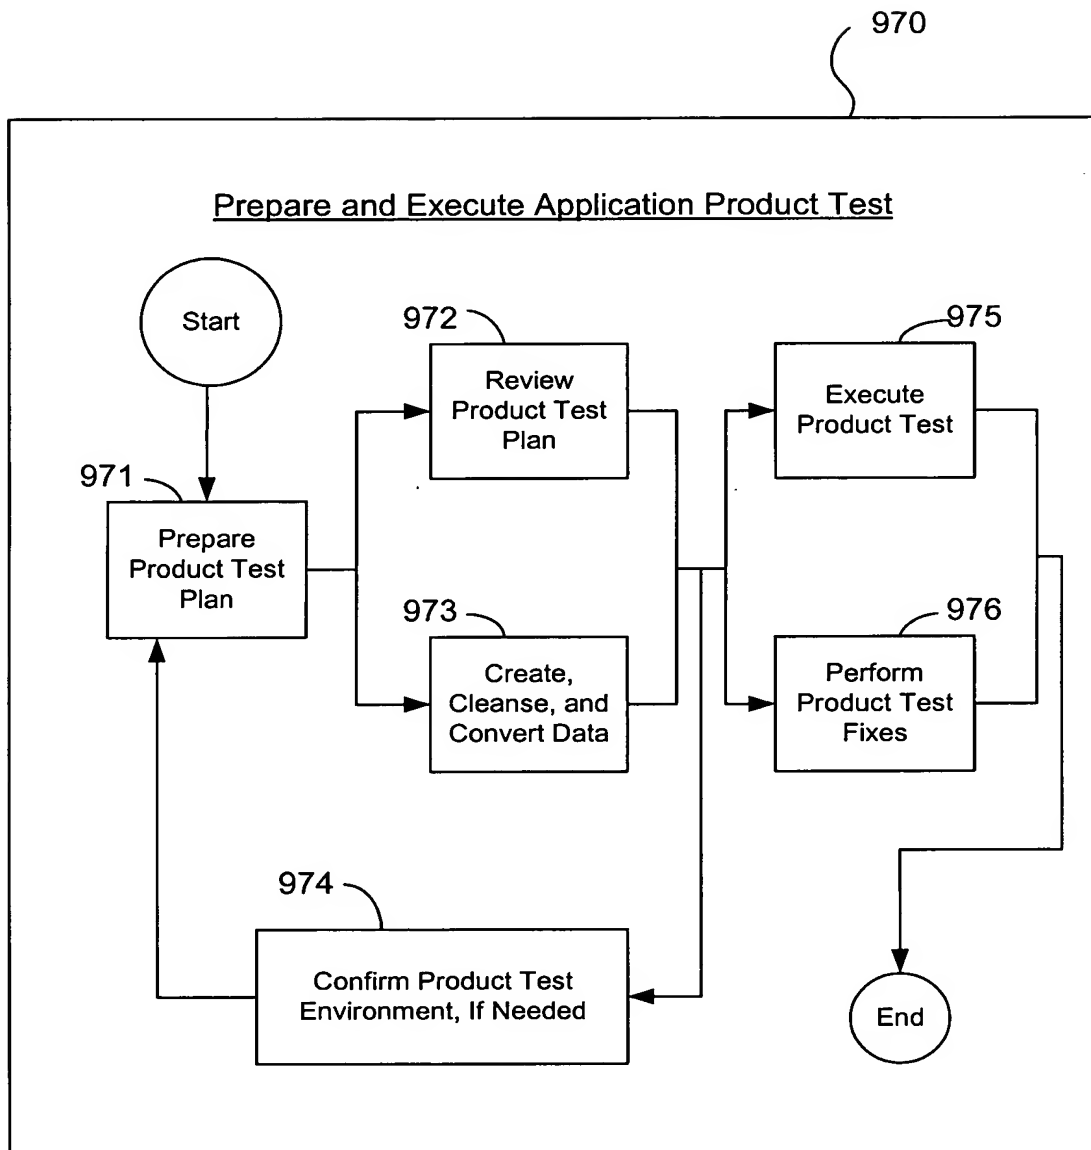 970
Prepare and Execute Application Product Test
Start
971
Prepare
Product Test
Plan
972
Review
Product Test
Plan
973
Create,
Cleanse, and
Convert Data
974
Confirm Product Test
Environment, If Needed
975
Execute
Product Test
976
Perform
Product Test
Fixes
End